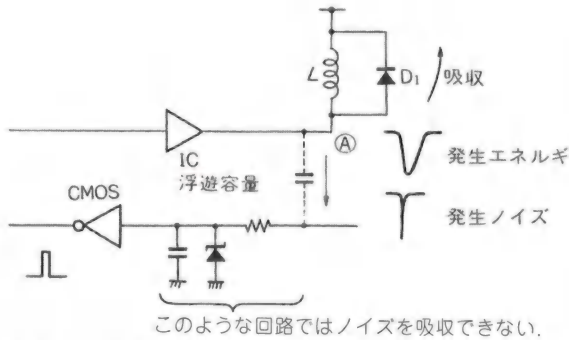 L
D1
吸収
Ⓐ
IC
浮遊容量
発生エネルギ
CMOS
発生ノイズ
このような回路ではノイズを吸収できない.